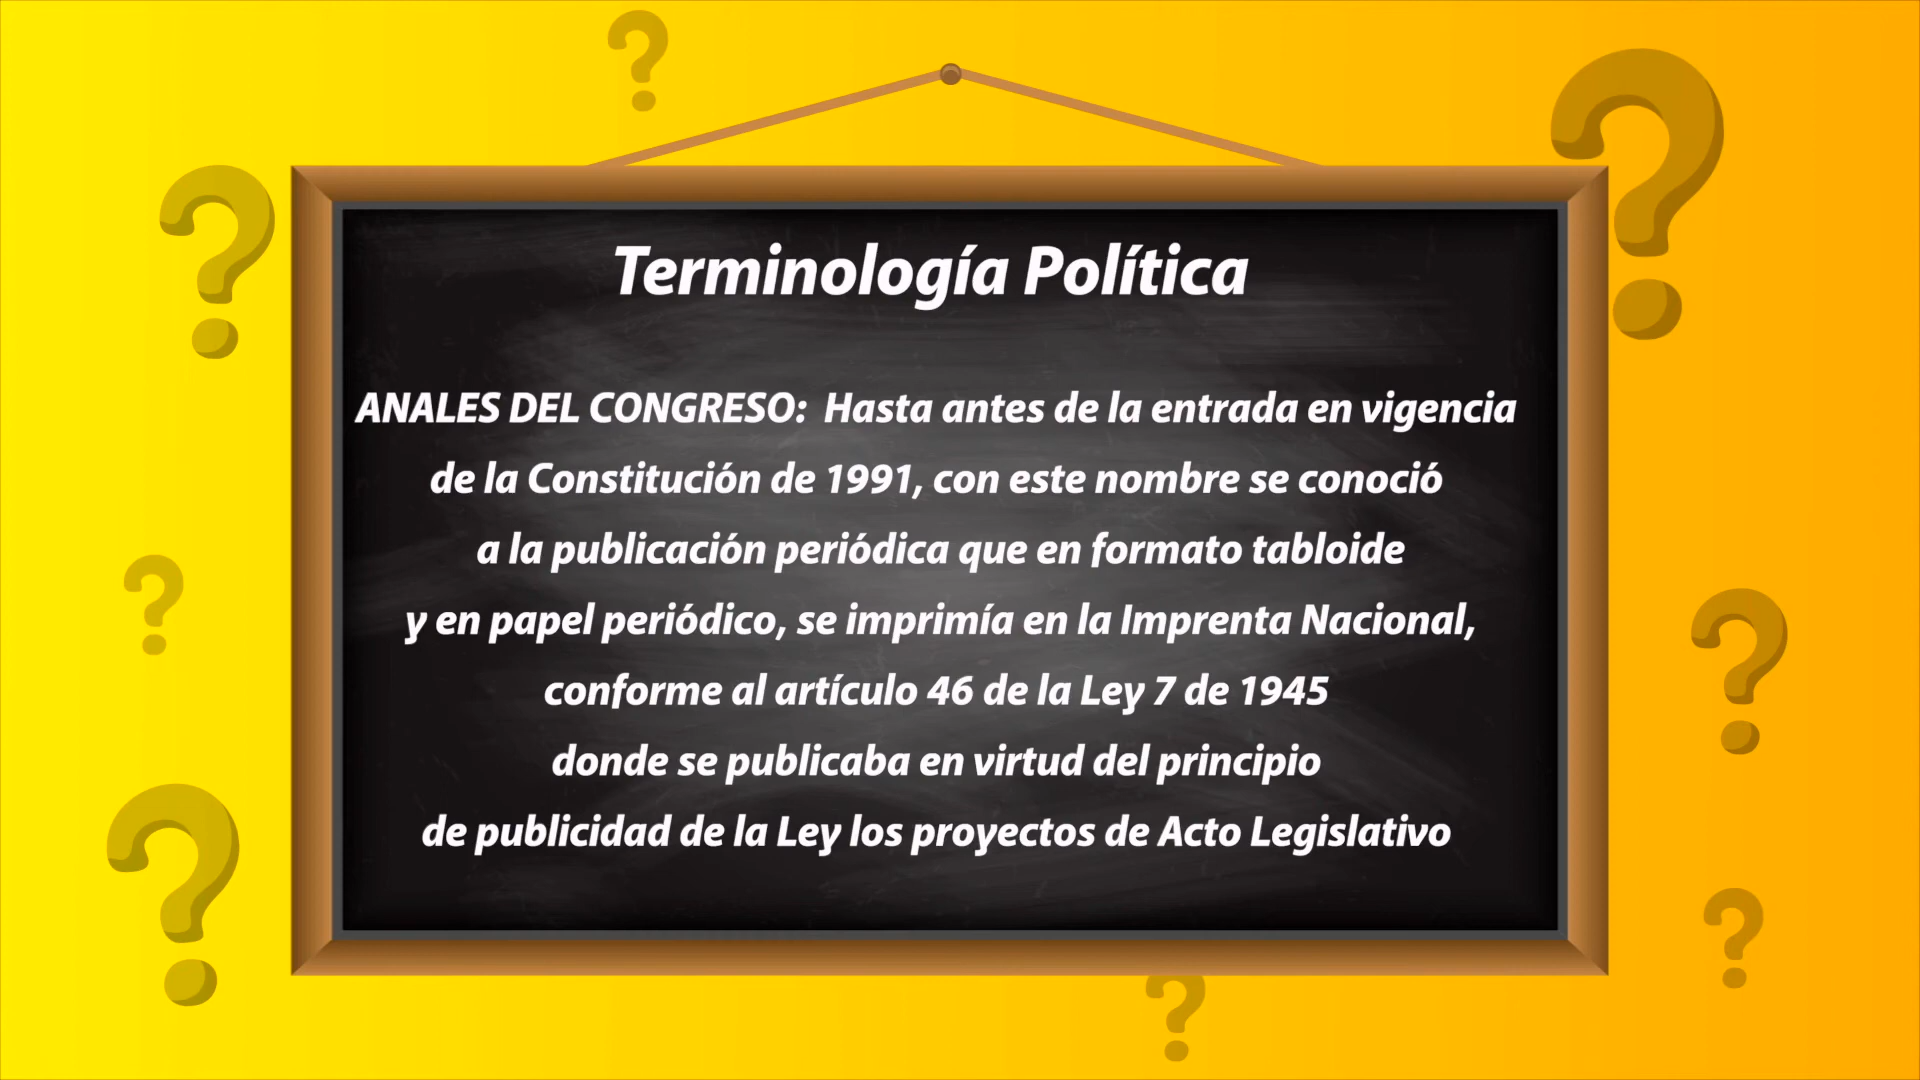 Terminología Política
ANALES DEL CONGRESO: Hasta antes de la entrada en vigencia
de la Constitución de 1991, con este nombre se conoció
a la publicación periódica que en formato tabloide
y en papel periódico, se imprimía en la Imprenta Nacional,
conforme al artículo 46 de la Ley 7 de 1945
donde se publicaba en virtud del principio
de publicidad de la Ley los proyectos de Acto Legislativo